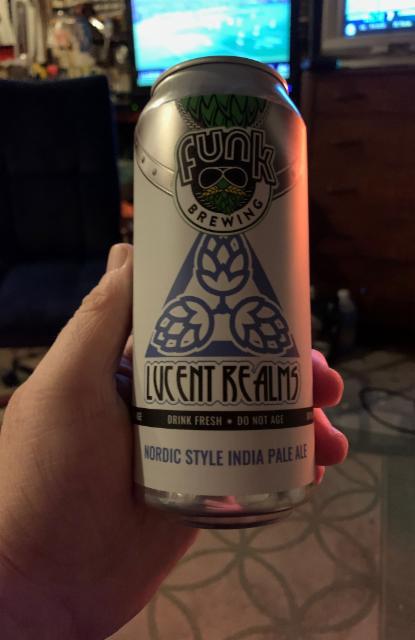 funk
BREWING
LUCENT REALMS
DRINK FRESH • DO NOT AGE
NORDIC STYLE INDIA PALE ALE